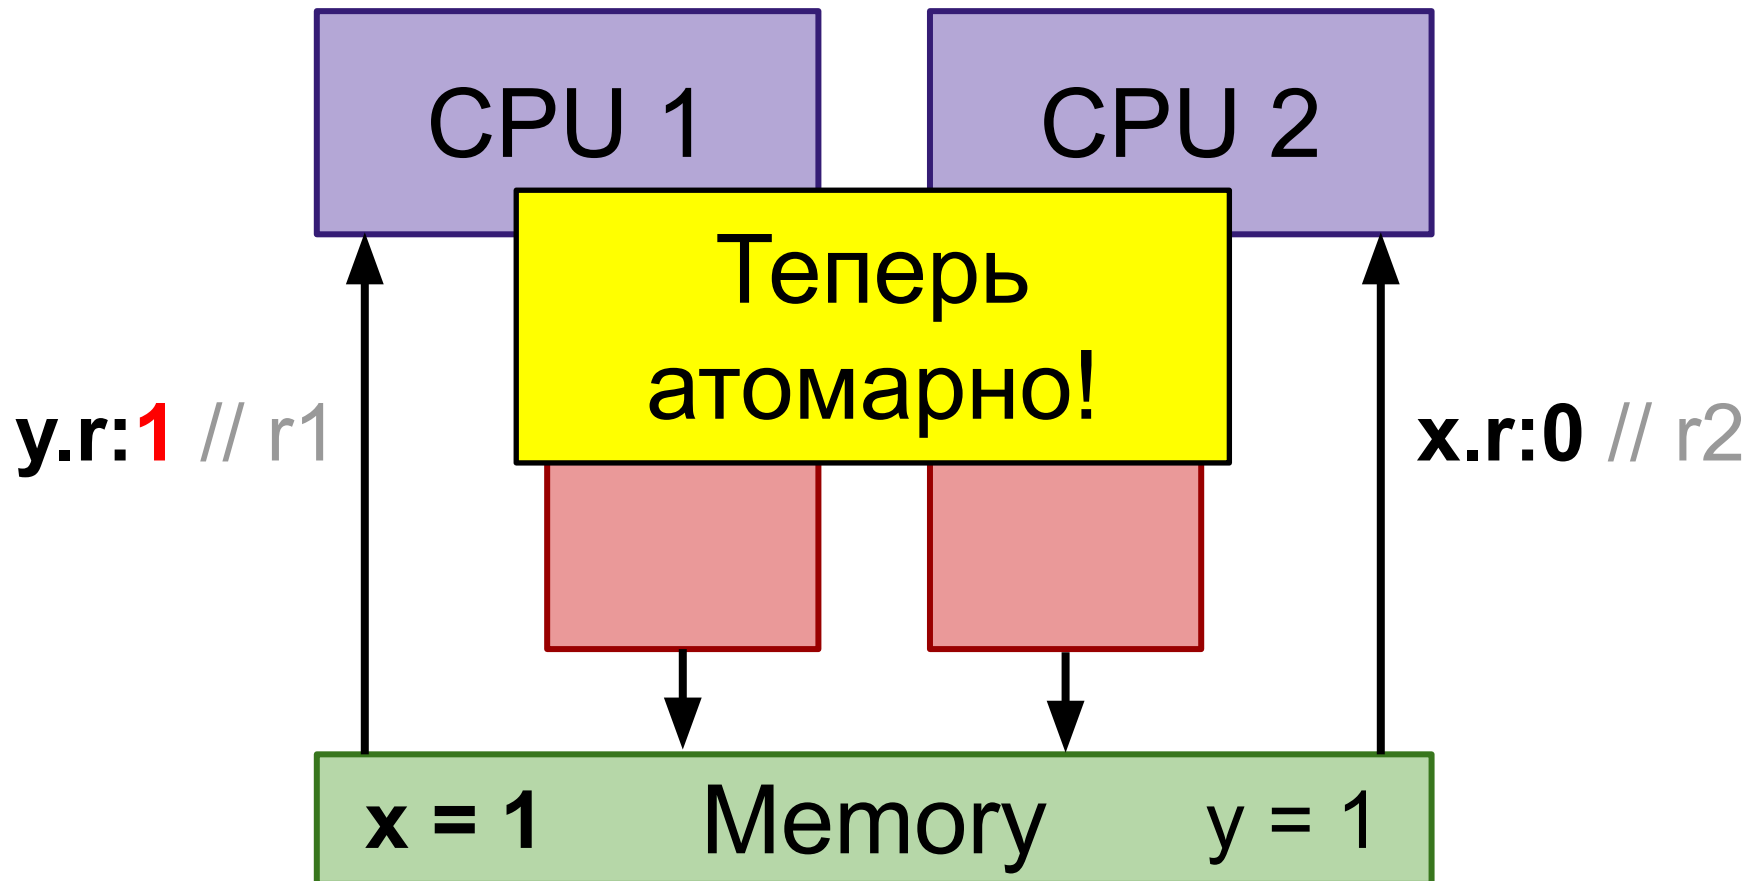 CPU 1
CPU 2
Теперь
атомарно!
y.r:1 // r1
x.r:0 // r2
x = 1
Memory
y = 1